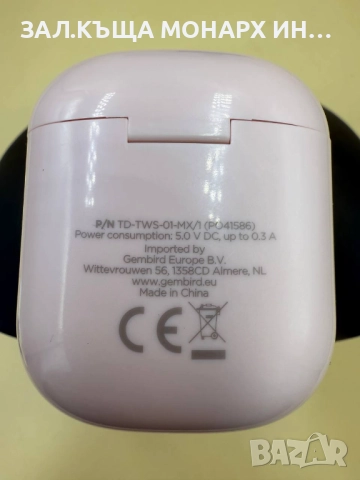 ЗАЛ.КЪЩА МОНАРХ ИН...
P/N TD-TWS-01-MX/1 (PO41586)
Power consumption: 5.0 V DC, up to 0.3 A
Imported by
Gembird Europe B.V.
Wittevrouwen 56, 1358CD Almere, NL
www.gembird.eu
Made in China
CE
BAZAR